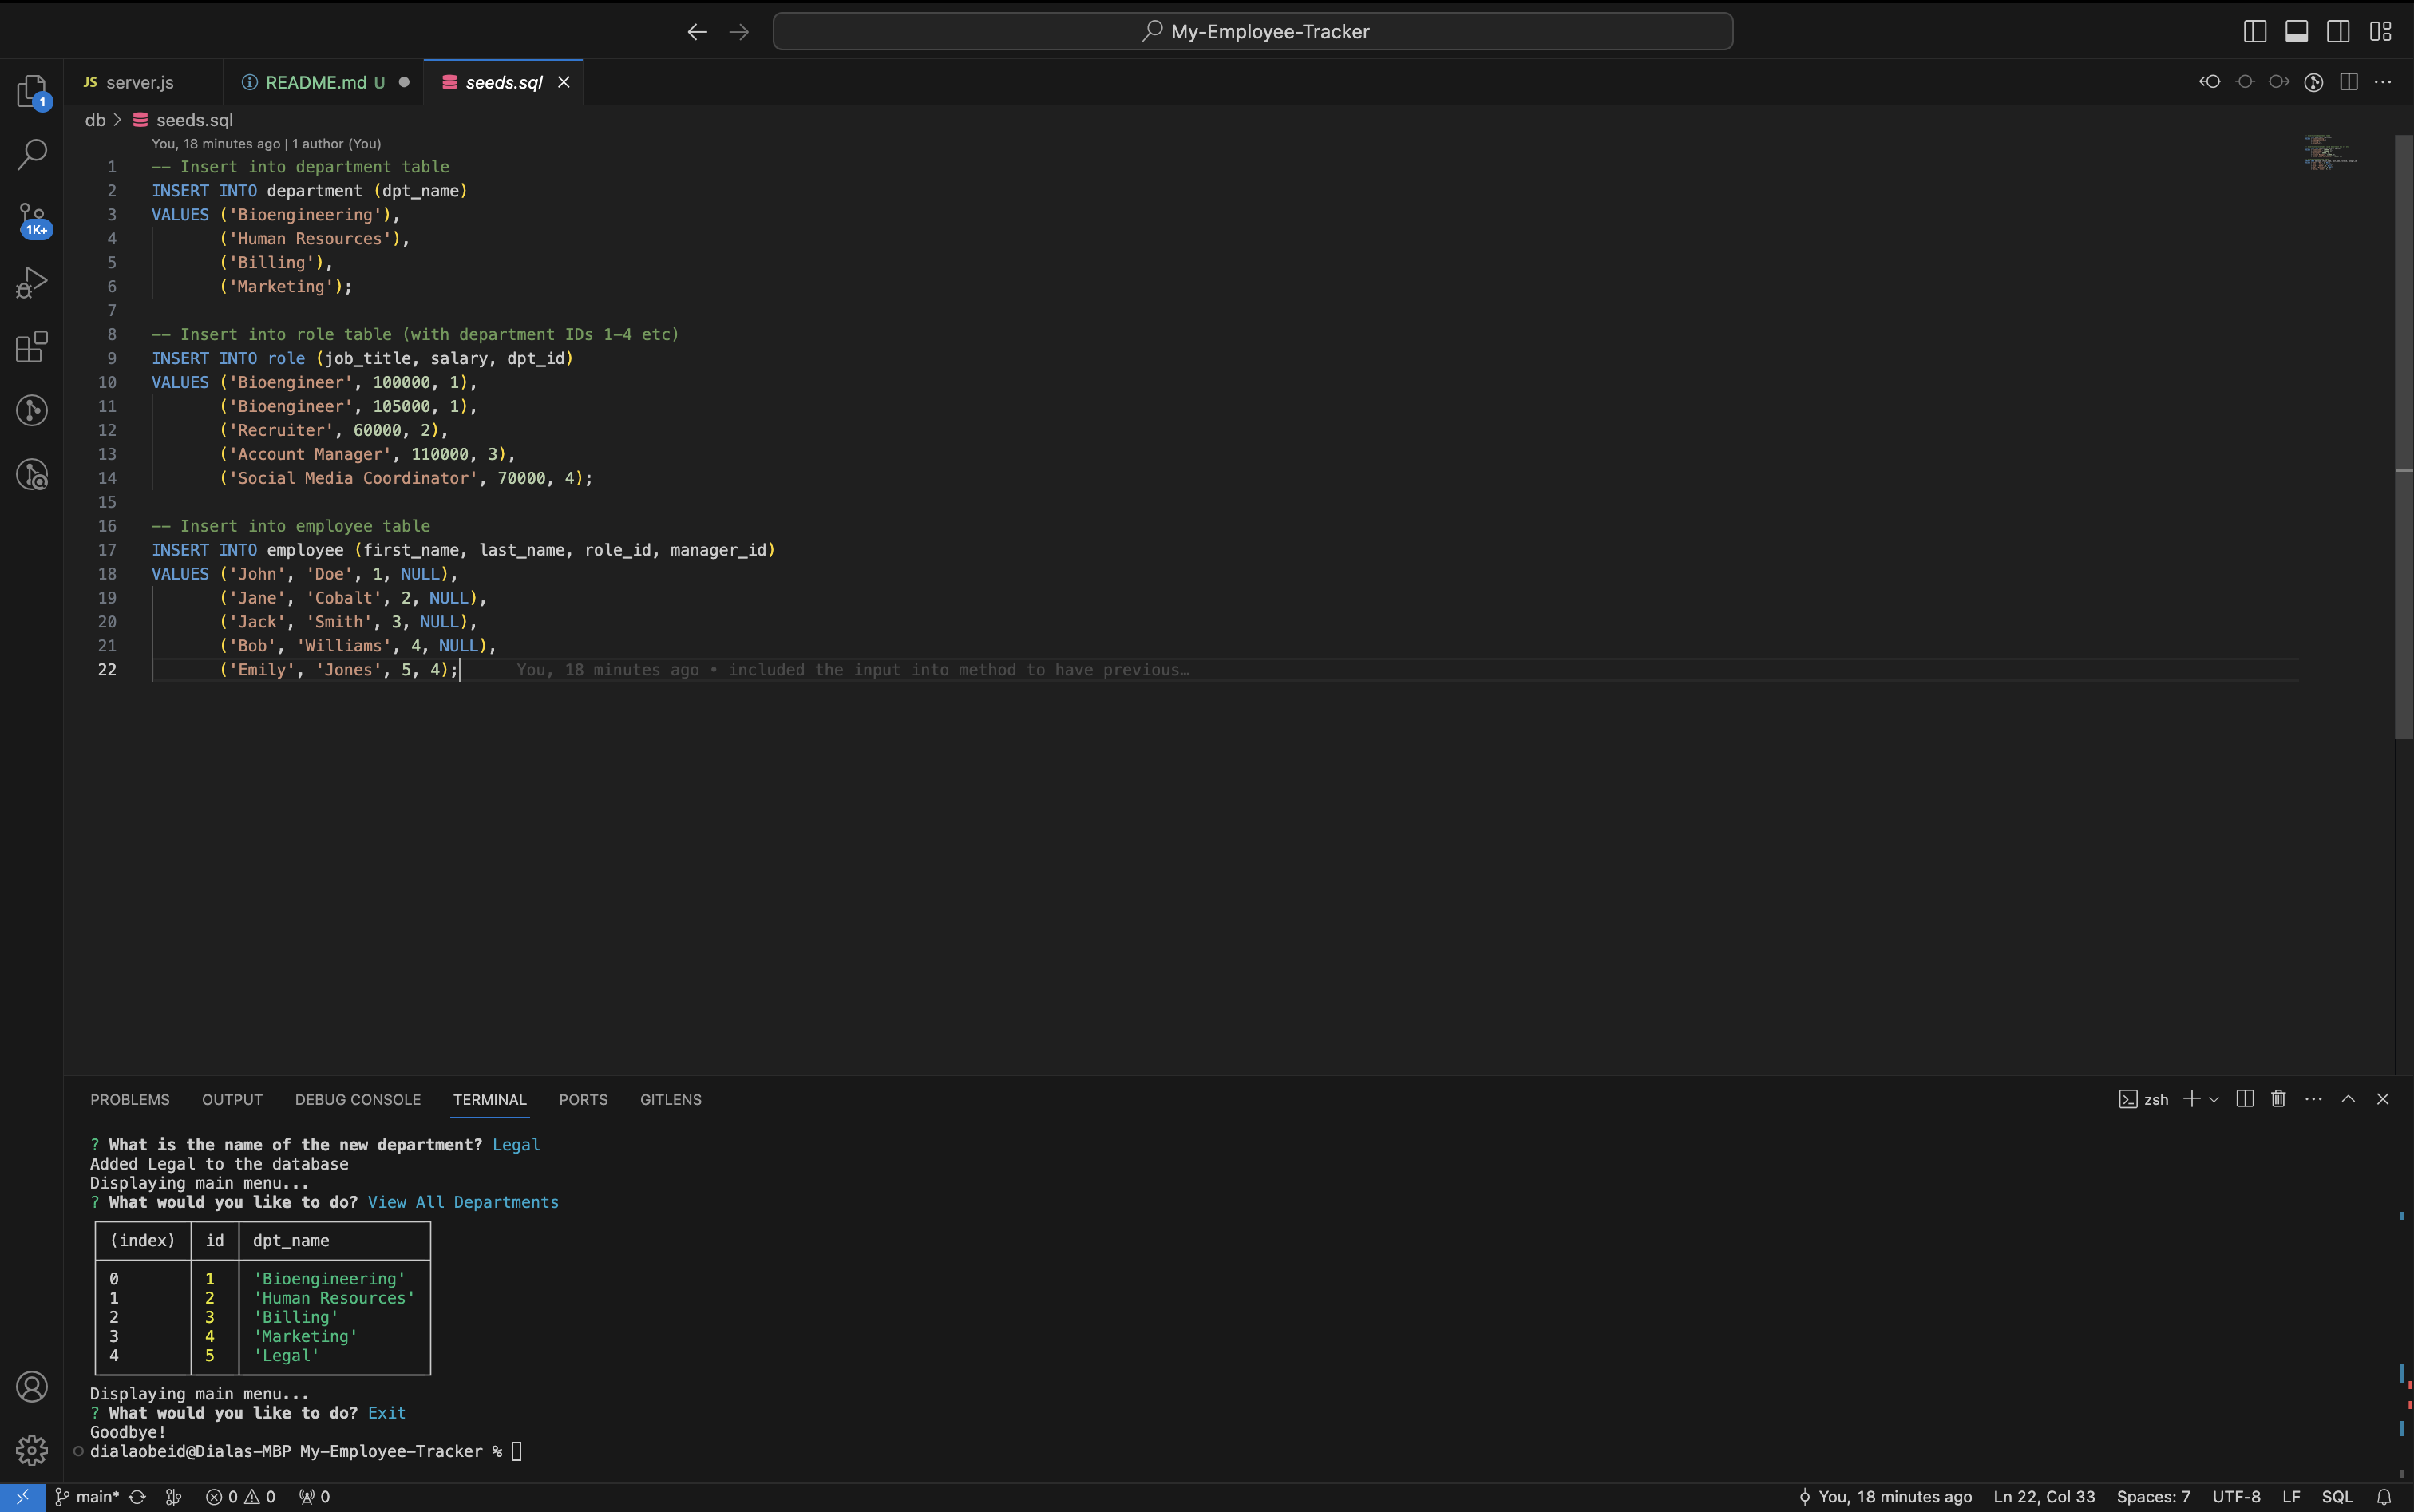 My-Employee-Tracker
JS server.js
README.md U
seeds.sql
db > seeds.sql
You, 18 minutes ago | 1 author (You)
1 -- Insert into department table
2 INSERT INTO department (dpt_name)
3 VALUES ('Bioengineering'),
4 ('Human Resources'),
5 ('Billing'),
6 ('Marketing');
7
8 -- Insert into role table (with department IDs 1-4 etc)
9 INSERT INTO role (job_title, salary, dpt_id)
10 VALUES ('Bioengineer', 100000, 1),
11 ('Bioengineer', 105000, 1),
12 ('Recruiter', 60000, 2),
13 ('Account Manager', 110000, 3),
14 ('Social Media Coordinator', 70000, 4);
15
16 -- Insert into employee table
17 INSERT INTO employee (first_name, last_name, role_id, manager_id)
18 VALUES ('John', 'Doe', 1, NULL),
19 ('Jane', 'Cobalt', 2, NULL),
20 ('Jack', 'Smith', 3, NULL),
21 ('Bob', 'Williams', 4, NULL),
22 ('Emily', 'Jones', 5, 4); You, 18 minutes ago • included the input into method to have previous…
1
1K+
PROBLEMS OUTPUT DEBUG CONSOLE TERMINAL PORTS GITLENS
zsh
? What is the name of the new department? Legal
Added Legal to the database
Displaying main menu...
? What would you like to do? View All Departments
(index) id dpt_name
0 1 'Bioengineering'
1 2 'Human Resources'
2 3 'Billing'
3 4 'Marketing'
4 5 'Legal'
Displaying main menu...
? What would you like to do? Exit
Goodbye!
dialaobeid@Dialas-MBP My-Employee-Tracker %
main* 0 0 0 You, 18 minutes ago Ln 22, Col 33 Spaces: 7 UTF-8 LF SQL